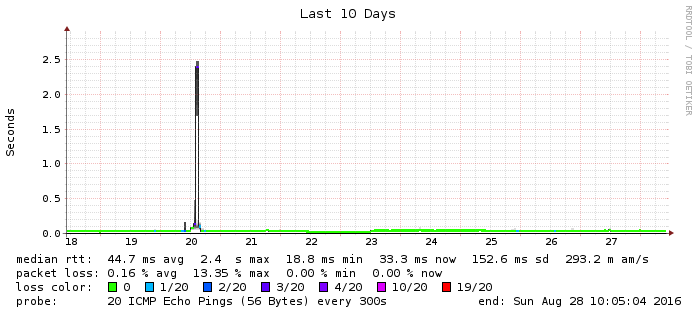 Last 10 Days
RRDTOOL / TOBI OETIKER
Seconds
2.5
2.0
1.5
1.0
0.5
0.0
18 19 20 21 22 23 24 25 26 27
median rtt: 44.7 ms avg 2.4 s max 18.8 ms min 33.3 ms now 152.6 ms sd 293.2 m am/s
packet loss: 0.16 % avg 13.35 % max 0.00 % min 0.00 % now
loss color: 0 1/20 2/20 3/20 4/20 10/20 19/20
probe: 20 ICMP Echo Pings (56 Bytes) every 300s end: Sun Aug 28 10:05:04 2016